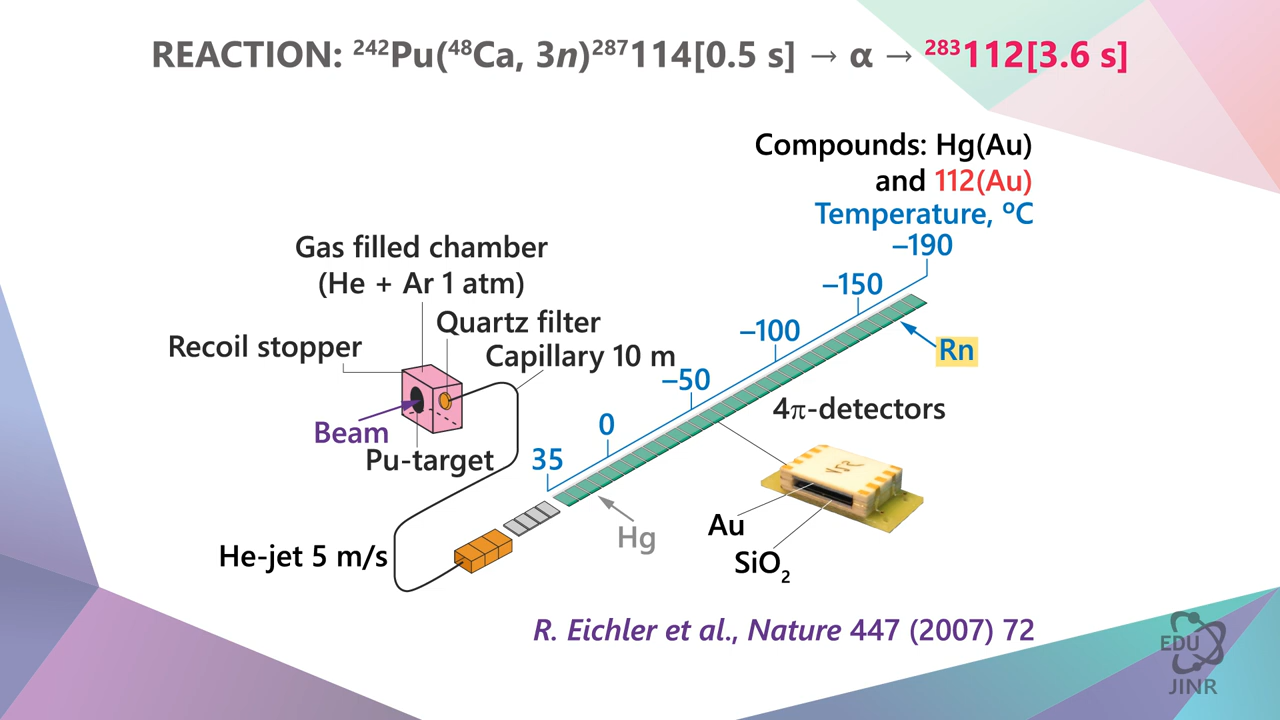 REACTION: ²⁴²Pu(⁴⁸Ca, 3n)²⁸⁷114[0.5 s] → α → ²⁸³112[3.6 s]
Compounds: Hg(Au)
and 112(Au)
Temperature, ºC
–190
–150
–100
–50
0
35
Gas filled chamber
(He + Ar 1 atm)
Quartz filter
Recoil stopper
Capillary 10 m
Beam
Pu-target
He-jet 5 m/s
Rn
4π-detectors
Hg
Au
SiO₂
R. Eichler et al., Nature 447 (2007) 72
EDU
JINR